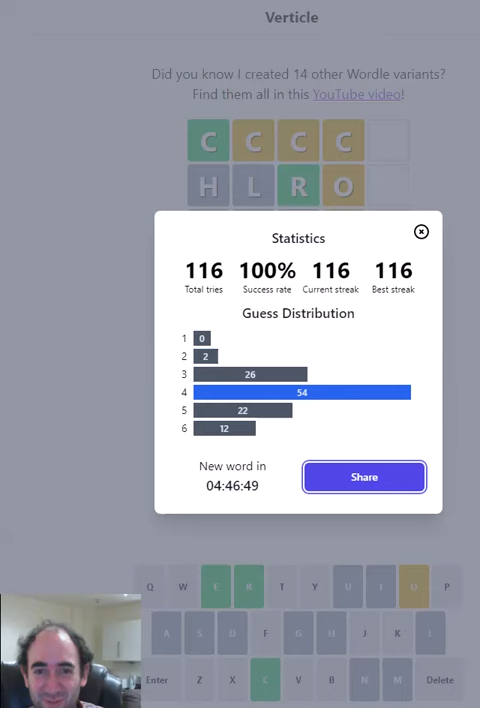 Verticle
Did you know I created 14 other Wordle variants?
Find them all in this YouTube video!
C C C C
H L R O
Statistics
116 100% 116 116
Total tries Success rate Current streak Best streak
Guess Distribution
1 0
2 2
3 26
4 54
5 22
6 12
New word in
04:46:49
Share
Q W E R T Y U I O P
A S D F G H J K L
Enter Z X C V B N M Delete